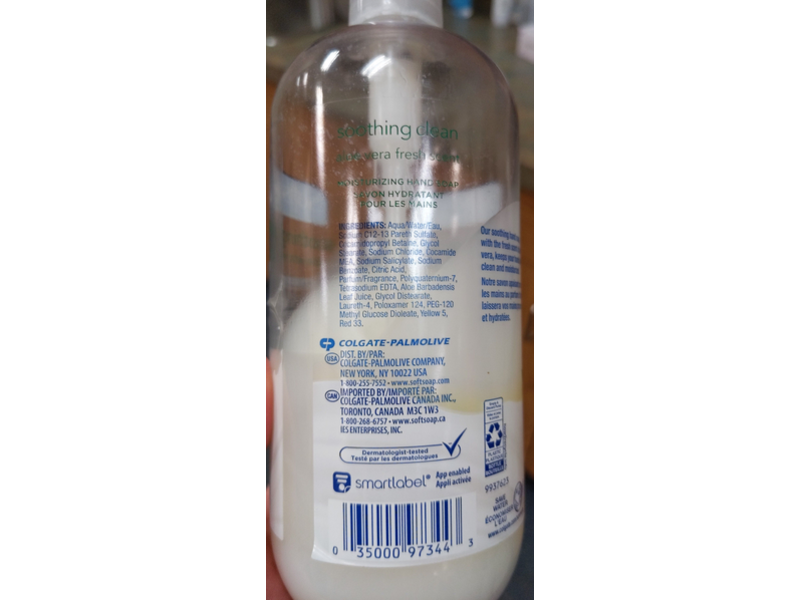 soothing clean
aloe vera fresh scent
MOISTURIZING HAND SOAP
SAVON HYDRATANT
POUR LES MAINS
INGREDIENTS: Aqua/Water/Eau,
Sodium C12-13 Pareth Sulfate,
Cocamidopropyl Betaine, Glycol
Stearate, Sodium Chloride, Cocamide
MEA, Sodium Salicylate, Sodium
Benzoate, Citric Acid,
Parfum/Fragrance, Polyquaternium-7,
Tetrasodium EDTA, Aloe Barbadensis
Leaf Juice, Glycol Distearate,
Laureth-4, Poloxamer 124, PEG-120
Methyl Glucose Dioleate, Yellow 5,
Red 33.
Our soothing
with the fresh
vera, keeps your
clean and
Notre savon
les mains au
laissera vos
et hydratées.
COLGATE-PALMOLIVE
USA DIST. BY/PAR:
COLGATE-PALMOLIVE COMPANY,
NEW YORK, NY 10022 USA
1-800-255-7552 • www.softsoap.com
CAN IMPORTED BY/IMPORTÉ PAR:
COLGATE-PALMOLIVE CANADA INC.,
TORONTO, CANADA M3C 1W3
1-800-268-6757 • www.softsoap.ca
IES ENTERPRISES, INC.
Dermatologist-tested
Testé par les dermatologues
smartlabel® App enabled
Appli activée
PLASTIC
9937623
SAVE
WATER
ÉCONOMISER
L'EAU
0 35000 97344 3